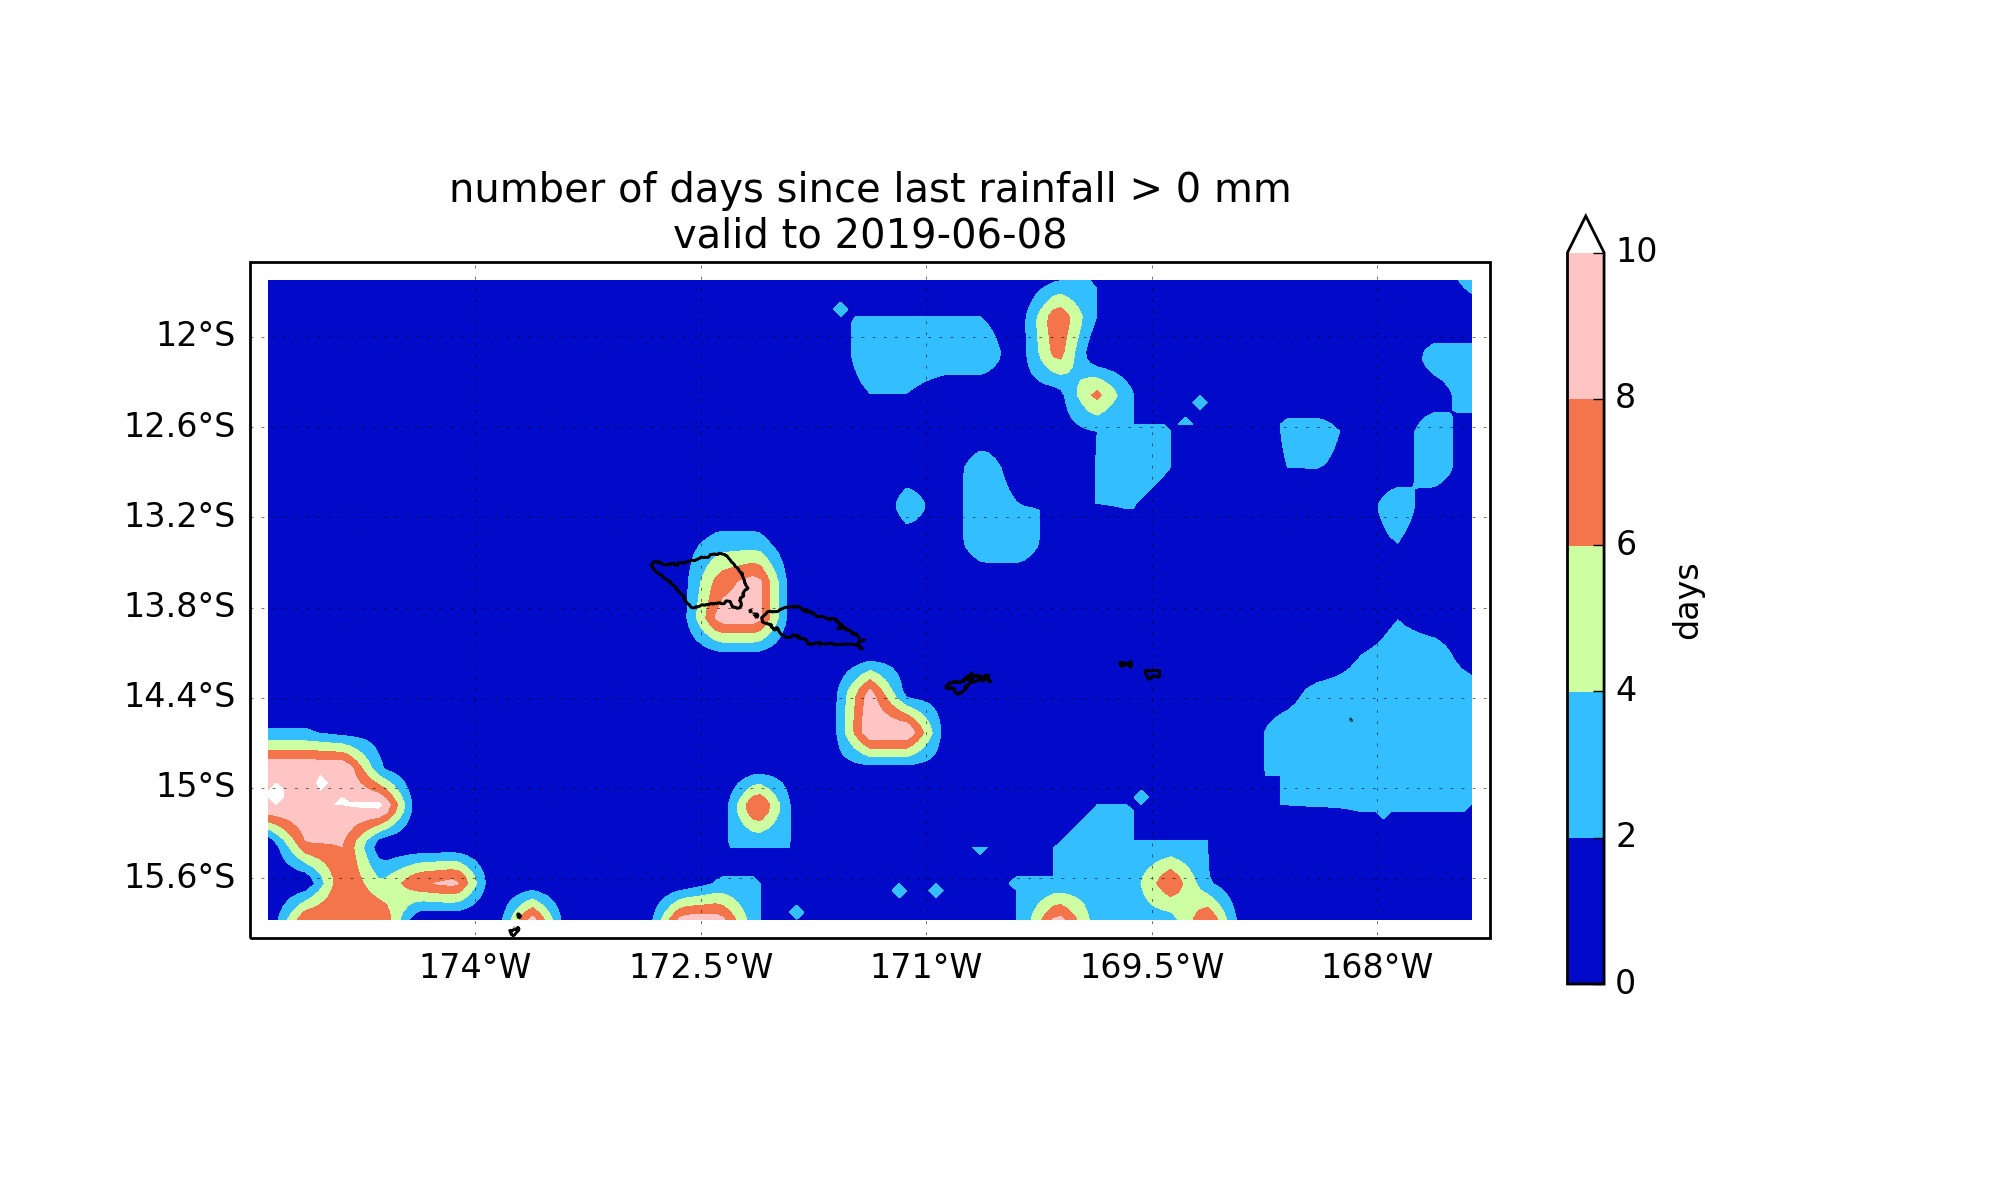 number of days since last rainfall > 0 mm
valid to 2019-06-08
12°S
12.6°S
13.2°S
13.8°S
14.4°S
15°S
15.6°S
174°W 172.5°W 171°W 169.5°W 168°W
10
8
6
4
2
0
days